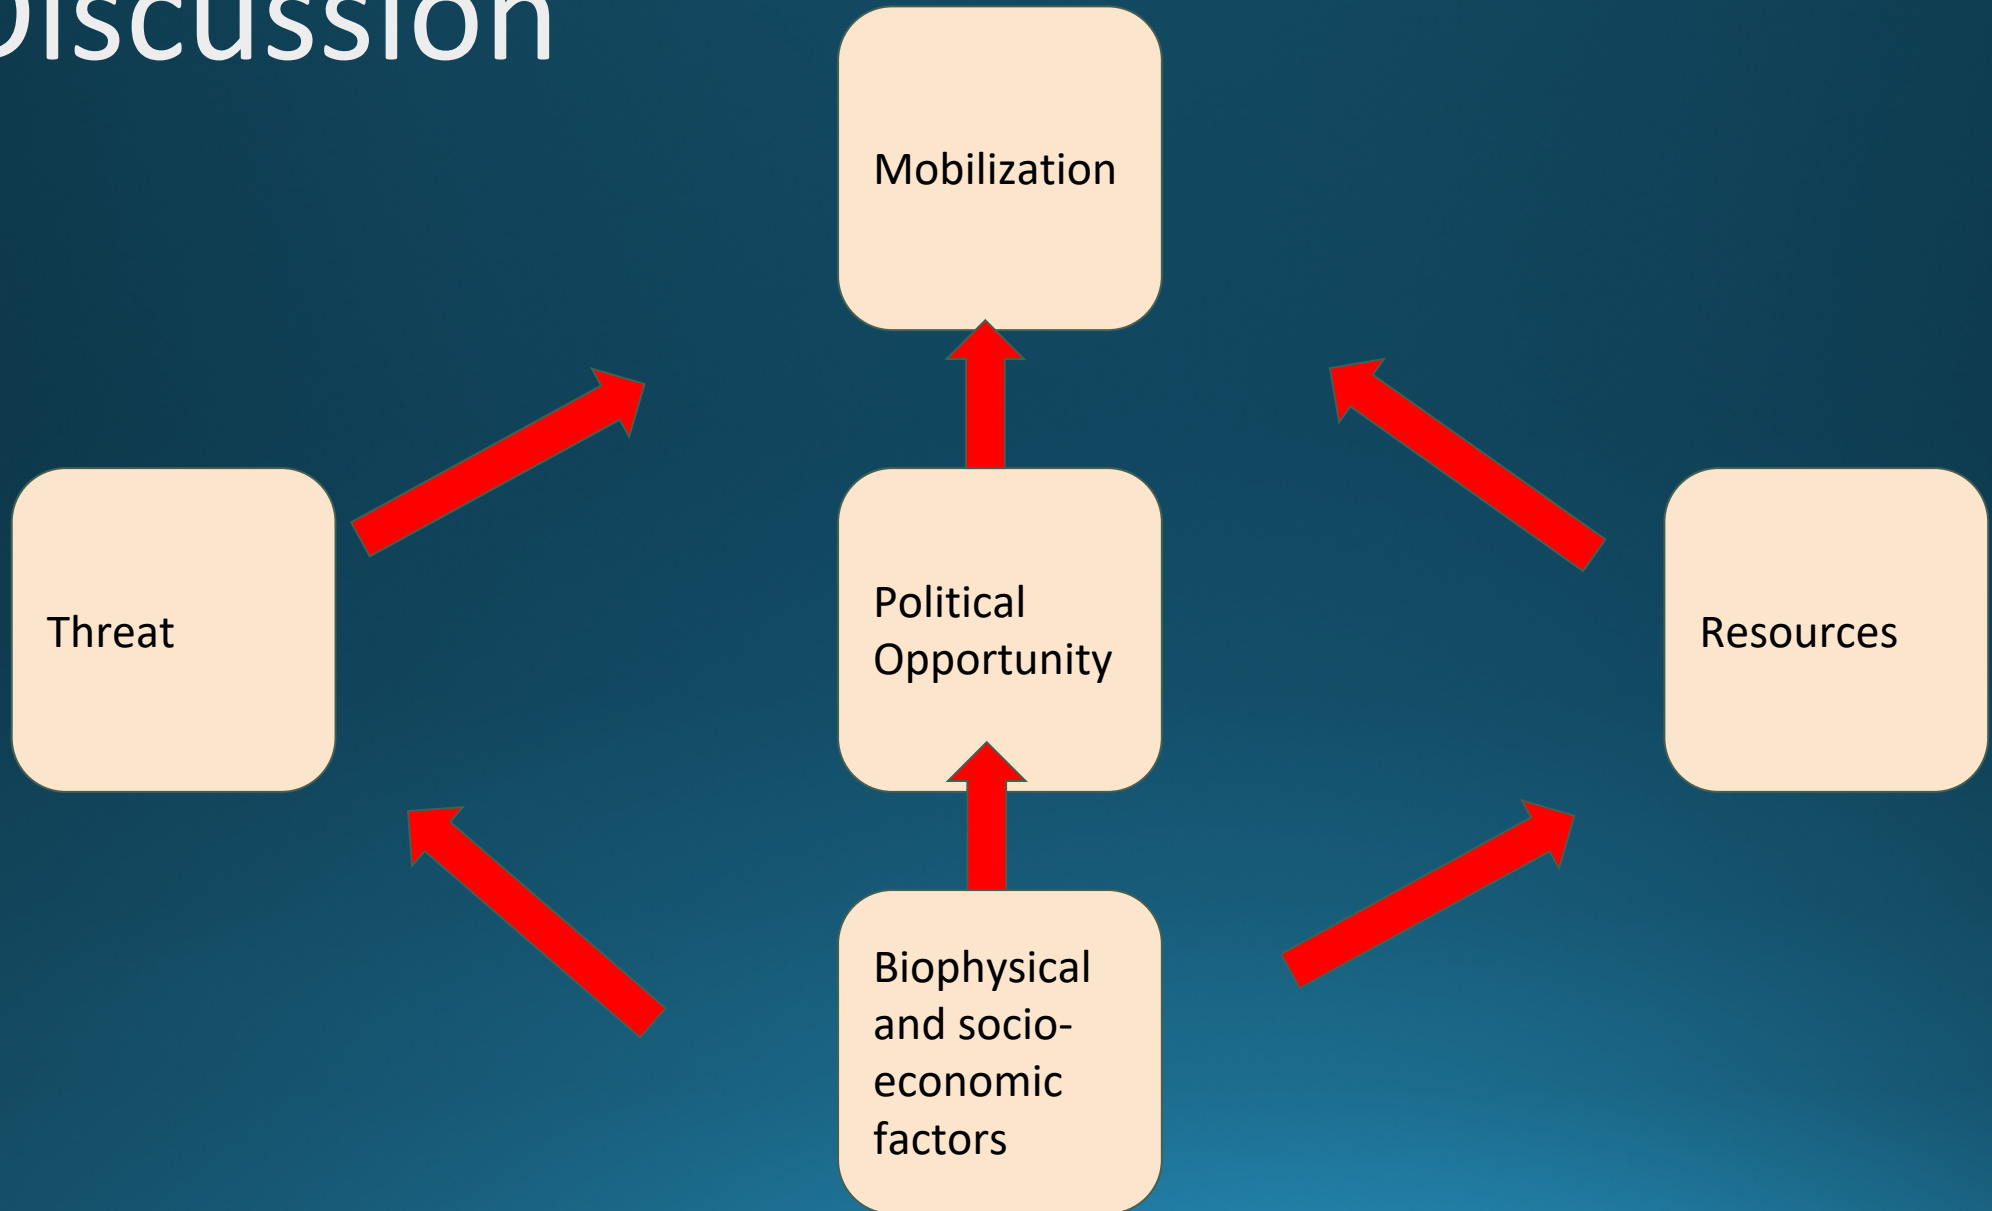 Discussion
Mobilization
Threat
Political
Opportunity
Resources
Biophysical
and socio-
economic
factors